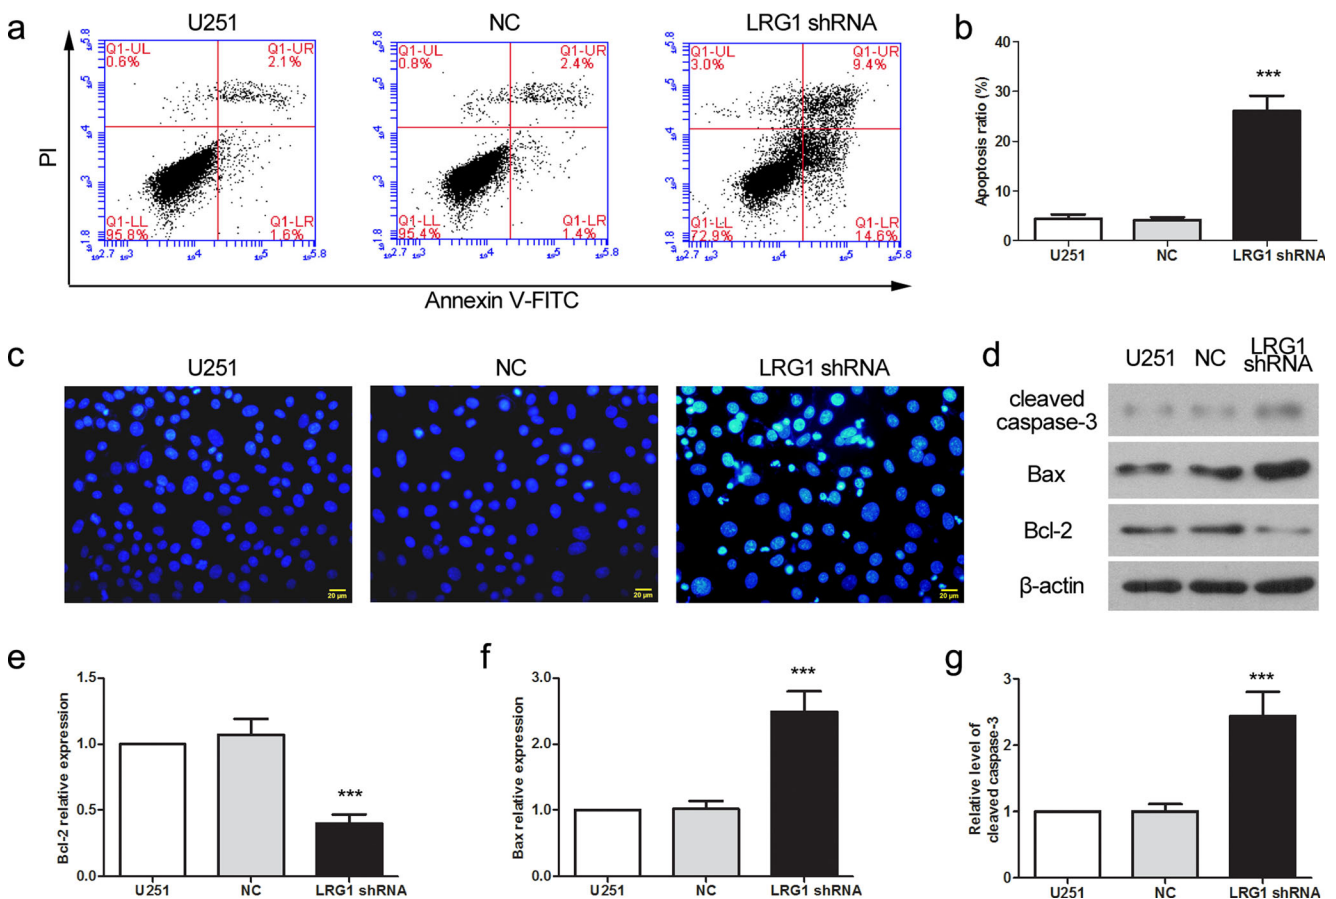 a
U251
NC
LRG1 shRNA
PI
Q1-UL
0.6%
Q1-UR
2.1%
Q1-LL
95.8%
Q1-LR
1.6%
Q1-UL
0.8%
Q1-UR
2.4%
Q1-LL
95.4%
Q1-LR
1.4%
Q1-UL
3.0%
Q1-UR
9.4%
Q1-LL
72.9%
Q1-LR
14.6%
Annexin V-FITC
b
Apoptosis ratio (%)
40
30
20
10
0
***
U251
NC
LRG1 shRNA
c
U251
NC
LRG1 shRNA
20 μm
20 μm
20 μm
d
U251
NC
LRG1
shRNA
cleaved
caspase-3
Bax
Bcl-2
β-actin
e
Bcl-2 relative expression
1.5
1.0
0.5
0.0
***
U251
NC
LRG1 shRNA
f
Bax relative expression
3.0
2.0
1.0
0.0
***
U251
NC
LRG1 shRNA
g
Relative level of
cleaved caspase-3
3
2
1
0
***
U251
NC
LRG1 shRNA